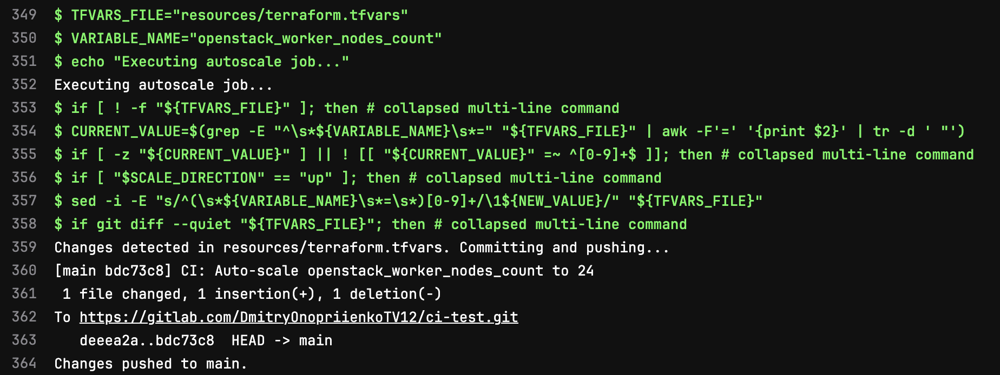 349 $ TFVARS_FILE="resources/terraform.tfvars"
350 $ VARIABLE_NAME="openstack_worker_nodes_count"
351 $ echo "Executing autoscale job..."
352 Executing autoscale job...
353 $ if [ ! -f "${TFVARS_FILE}" ]; then # collapsed multi-line command
354 $ CURRENT_VALUE=$(grep -E "^\s*${VARIABLE_NAME}\s*=" "${TFVARS_FILE}" | awk -F'=' '{print $2}' | tr -d ' "')
355 $ if [ -z "${CURRENT_VALUE}" ] || ! [[ "${CURRENT_VALUE}" =~ ^[0-9]+$ ]]; then # collapsed multi-line command
356 $ if [ "$SCALE_DIRECTION" == "up" ]; then # collapsed multi-line command
357 $ sed -i -E "s/^(\s*${VARIABLE_NAME}\s*=\s*)[0-9]+/\1${NEW_VALUE}/" "${TFVARS_FILE}"
358 $ if git diff --quiet "${TFVARS_FILE}"; then # collapsed multi-line command
359 Changes detected in resources/terraform.tfvars. Committing and pushing...
360 [main bdc73c8] CI: Auto-scale openstack_worker_nodes_count to 24
361  1 file changed, 1 insertion(+), 1 deletion(-)
362 To https://gitlab.com/DmitryOnopriienkoTV12/ci-test.git
363    deeea2a..bdc73c8  HEAD -> main
364 Changes pushed to main.